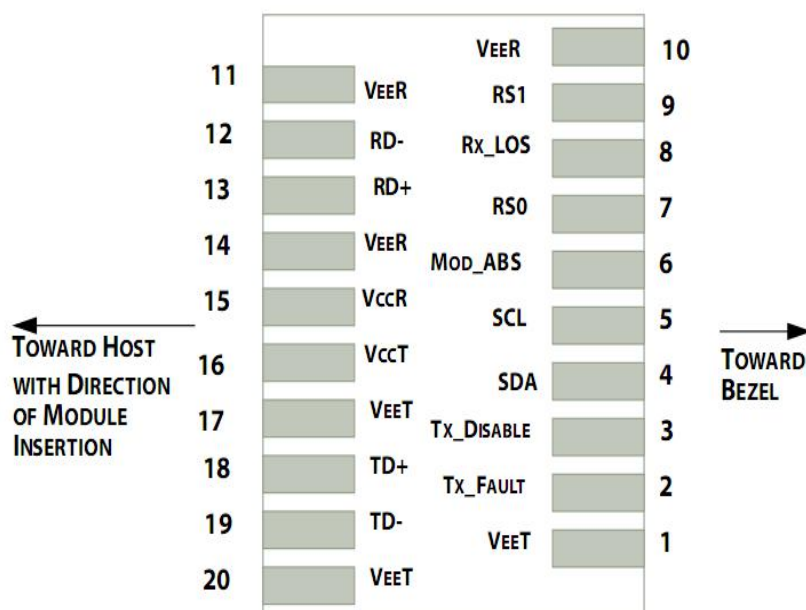 11 VEER
12 RD-
13 RD+
14 VEER
15 VccR
16 VccT
17 VEET
18 TD+
19 TD-
20 VEET
VEER 10
RS1 9
RX_LOS 8
RS0 7
MOD_ABS 6
SCL 5
SDA 4
TX_DISABLE 3
TX_FAULT 2
VEET 1
TOWARD HOST
WITH DIRECTION
OF MODULE
INSERTION
TOWARD
BEZEL